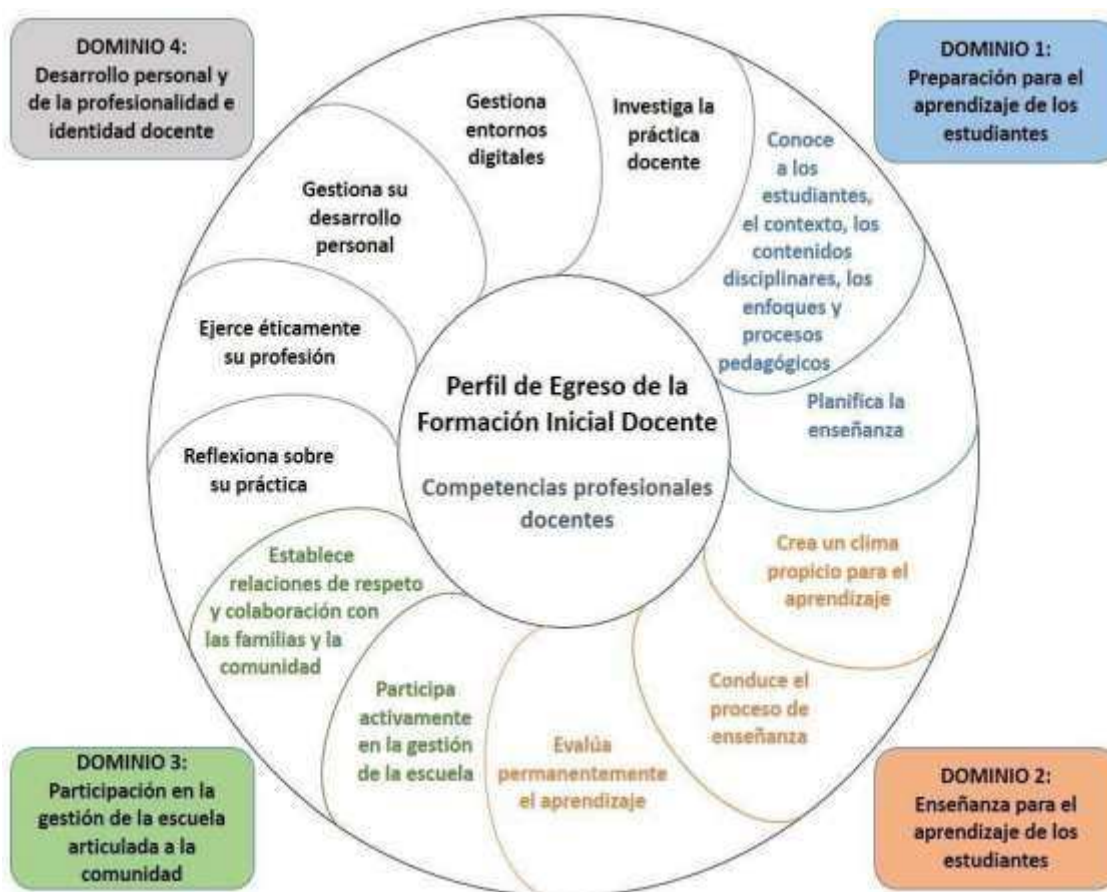 DOMINIO 4:
Desarrollo personal y
de la profesionalidad e
identidad docente
DOMINIO 1:
Preparación para el
aprendizaje de los
estudiantes
Gestiona
entornos
digitales
Investiga la
práctica
docente
Conoce
a los
estudiantes,
el contexto, los
contenidos
disciplinares, los
enfoques y
procesos
pedagógicos
Gestiona su
desarrollo
personal
Ejerce éticamente
su profesión
Planifica la
enseñanza
Perfil de Egreso de la
Formación Inicial Docente
Competencias profesionales
docentes
Reflexiona sobre
su práctica
Crea un clima
propicio para el
aprendizaje
Establece
relaciones de respeto
y colaboración con
las familias y la
comunidad
Conduce el
proceso de
enseñanza
Participa
activamente
en la gestión
de la escuela
Evalúa
permanentemente
el aprendizaje
DOMINIO 3:
Participación en la
gestión de la escuela
articulada a la
comunidad
DOMINIO 2:
Enseñanza para el
aprendizaje de los
estudiantes